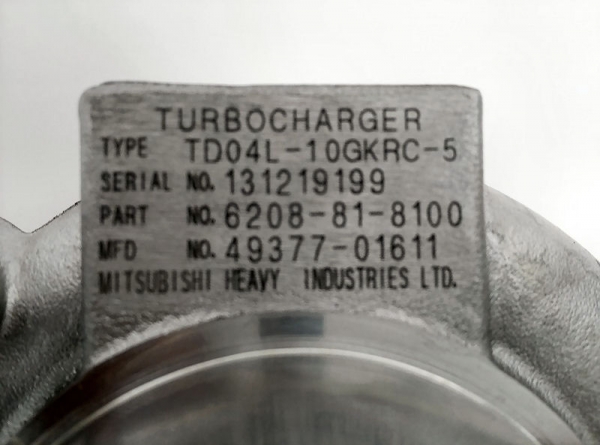 TURBOCHARGER
TYPE TD04L-10GKRC-5
SERIAL NO. 131219199
PART NO. 6208-81-8100
MFD NO. 49377-01611
MITSUBISHI HEAVY INDUSTRIES LTD.